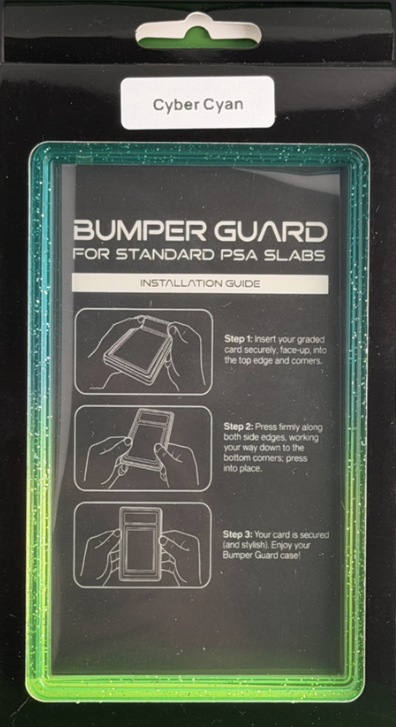 Cyber Cyan
BUMPER GUARD
FOR STANDARD PSA SLABS
INSTALLATION GUIDE
Step 1: Insert your graded
card securely, face-up, into
the top edge and corners.
Step 2: Press firmly along
both side edges, working
your way down to the
bottom corners; press
into place.
Step 3: Your card is secured
(and stylish). Enjoy your
Bumper Guard case!